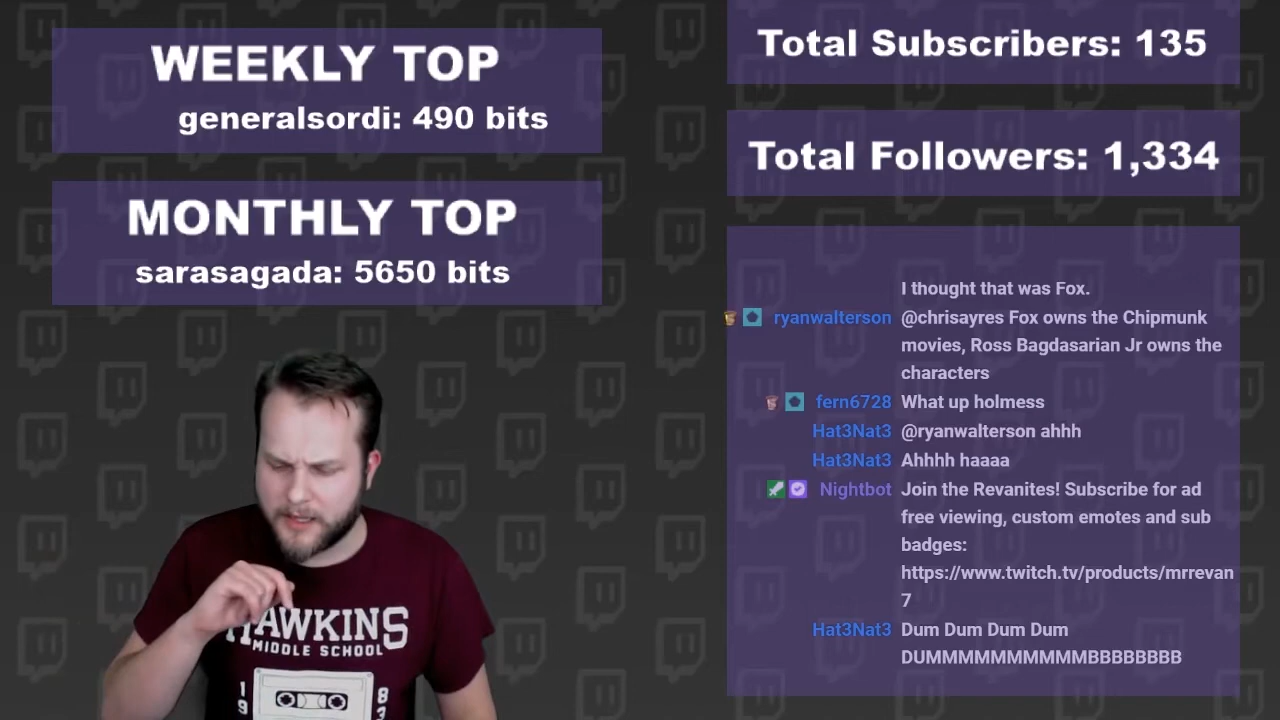 WEEKLY TOP
generalsordi: 490 bits
MONTHLY TOP
sarasagada: 5650 bits
Total Subscribers: 135
Total Followers: 1,334
I thought that was Fox.
ryanwalterson @chrisayres Fox owns the Chipmunk
movies, Ross Bagdasarian Jr owns the
characters
fern6728 What up holmess
Hat3Nat3 @ryanwalterson ahhh
Hat3Nat3 Ahhhh haaaa
Nightbot Join the Revanites! Subscribe for ad
free viewing, custom emotes and sub
badges:
https://www.twitch.tv/products/mrrevan
7
Hat3Nat3 Dum Dum Dum Dum
DUMMMMMMMMMMMBBBBBBBB
HAWKINS
MIDDLE SCHOOL
19 83